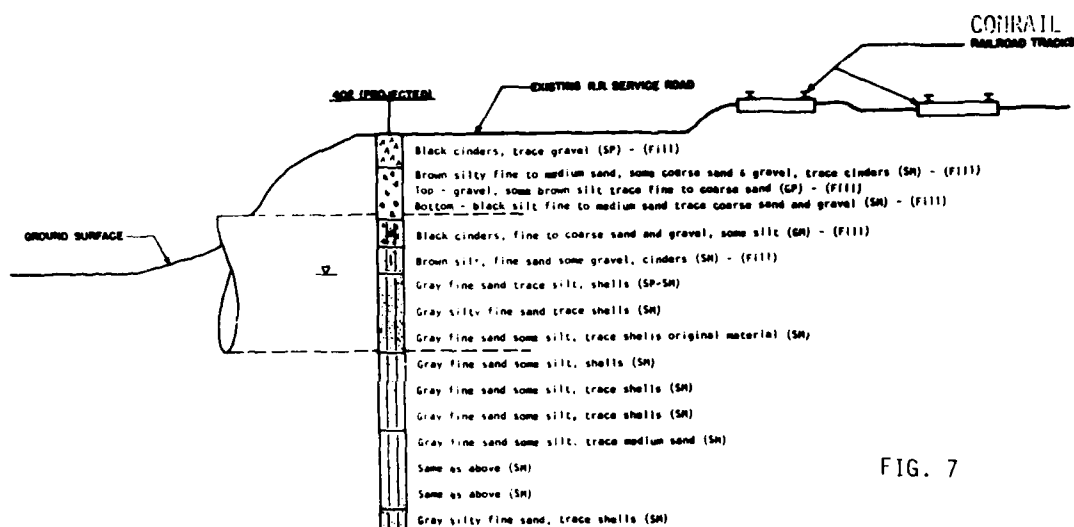 CONRAIL
RAILROAD TRACKS
402 (PROJECTED)
EXISTING R.R. SERVICE ROAD
Black cinders, trace gravel (SP) - (Fill)
Brown silty fine to medium sand, some coarse sand & gravel, trace cinders (SM) - (Fill)
Top - gravel, some brown silt trace fine to coarse sand (GP) - (Fill)
Bottom - black silt fine to medium sand trace coarse sand and gravel (SM) - (Fill)
GROUND SURFACE
Black cinders, fine to coarse sand and gravel, some silt (GM) - (Fill)
Brown silt, fine sand some gravel, cinders (SM) - (Fill)
Gray fine sand trace silt, shells (SP-SM)
Gray silty fine sand trace shells (SM)
Gray fine sand some silt, trace shells original material (SM)
Gray fine sand some silt, shells (SM)
Gray fine sand some silt, trace shells (SM)
Gray fine sand some silt, trace shells (SM)
Gray fine sand some silt, trace medium sand (SM)
Same as above (SM)
Same as above (SM)
Gray silty fine sand, trace shells (SM)
FIG. 7